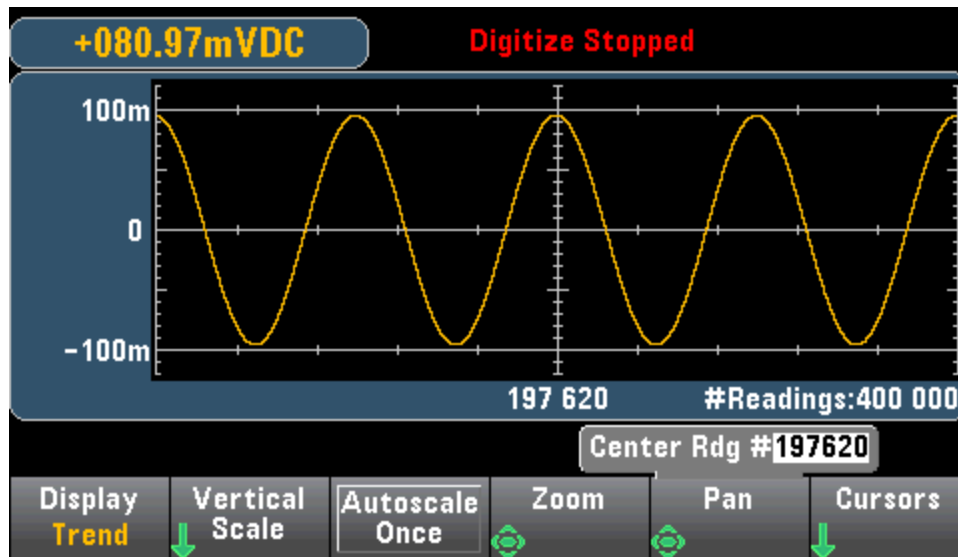 +080.97mVDC
Digitize Stopped
100m
0
-100m
197 620
#Readings:400 000
Center Rdg #197620
Display
Trend
Vertical
Scale
Autoscale
Once
Zoom
Pan
Cursors